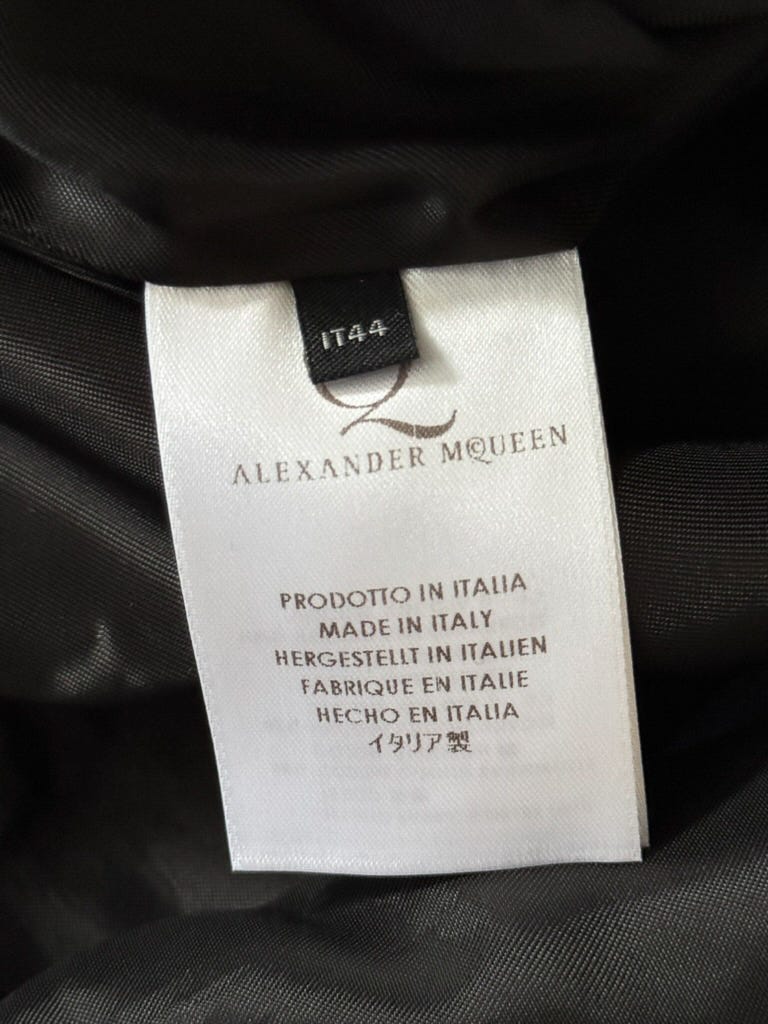 IT44
Q
ALEXANDER MCQUEEN
PRODOTTO IN ITALIA
MADE IN ITALY
HERGESTELLT IN ITALIEN
FABRIQUE EN ITALIE
HECHO EN ITALIA
イタリア製